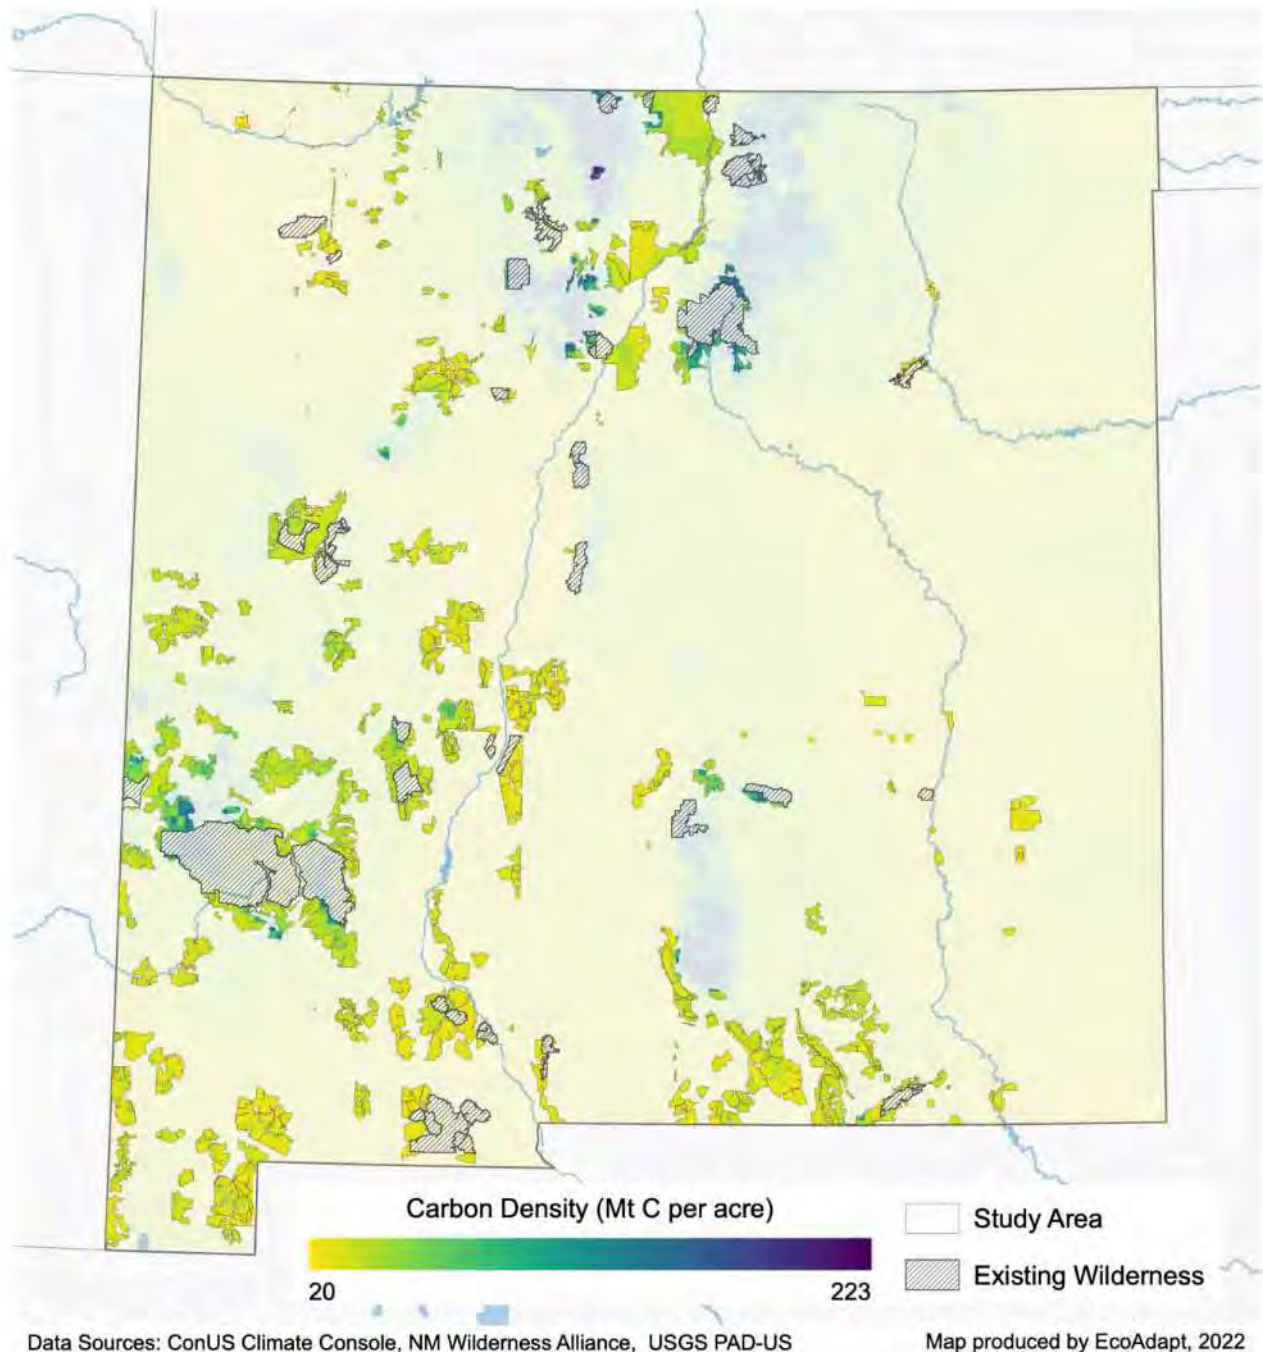 Carbon Density (Mt C per acre)
20
223
Study Area
Existing Wilderness
Data Sources: ConUS Climate Console, NM Wilderness Alliance, USGS PAD-US
Map produced by EcoAdapt, 2022